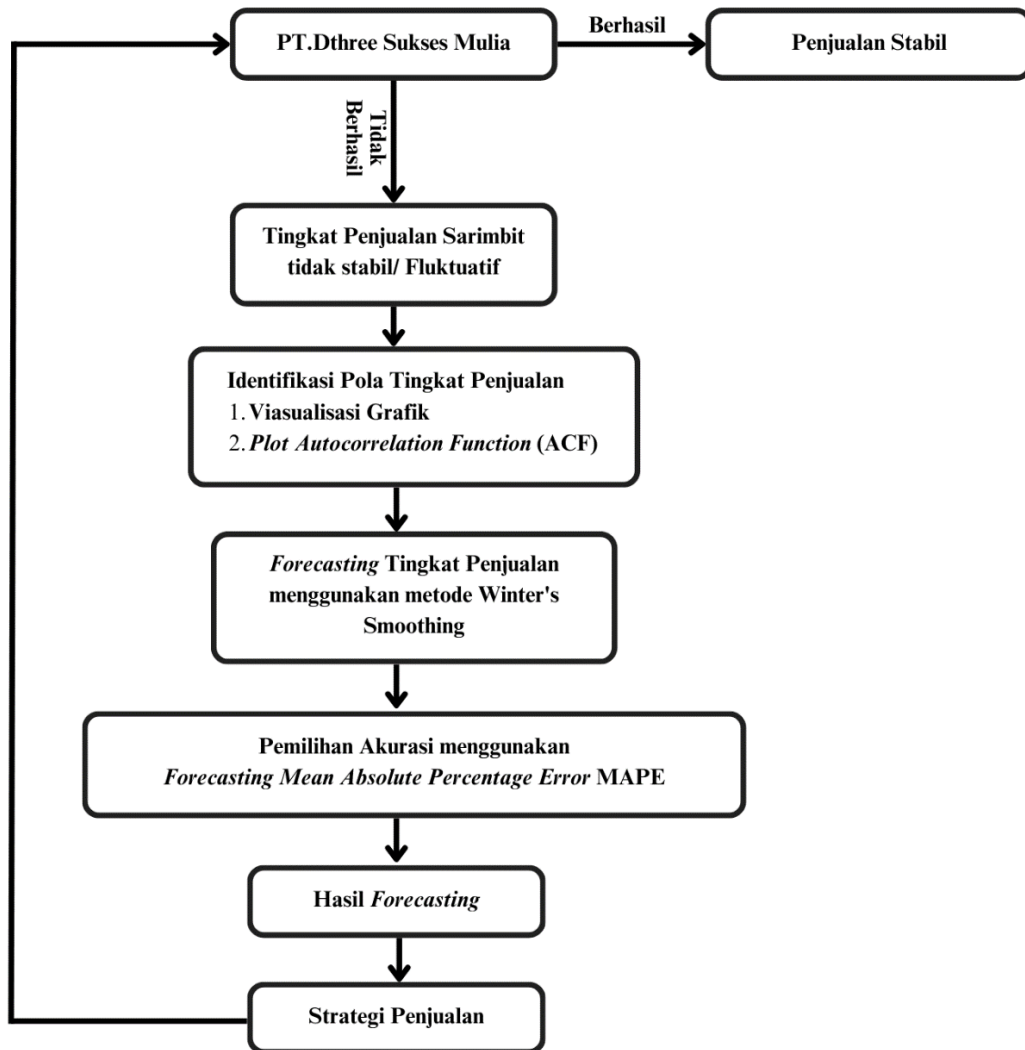 PT.Dthree Sukses Mulia
Berhasil
Penjualan Stabil
Tidak
Berhasil
Tingkat Penjualan Sarimbit
tidak stabil/ Fluktuatif
Identifikasi Pola Tingkat Penjualan
1. Viasualisasi Grafik
2. Plot Autocorrelation Function (ACF)
Forecasting Tingkat Penjualan
menggunakan metode Winter's
Smoothing
Pemilihan Akurasi menggunakan
Forecasting Mean Absolute Percentage Error MAPE
Hasil Forecasting
Strategi Penjualan